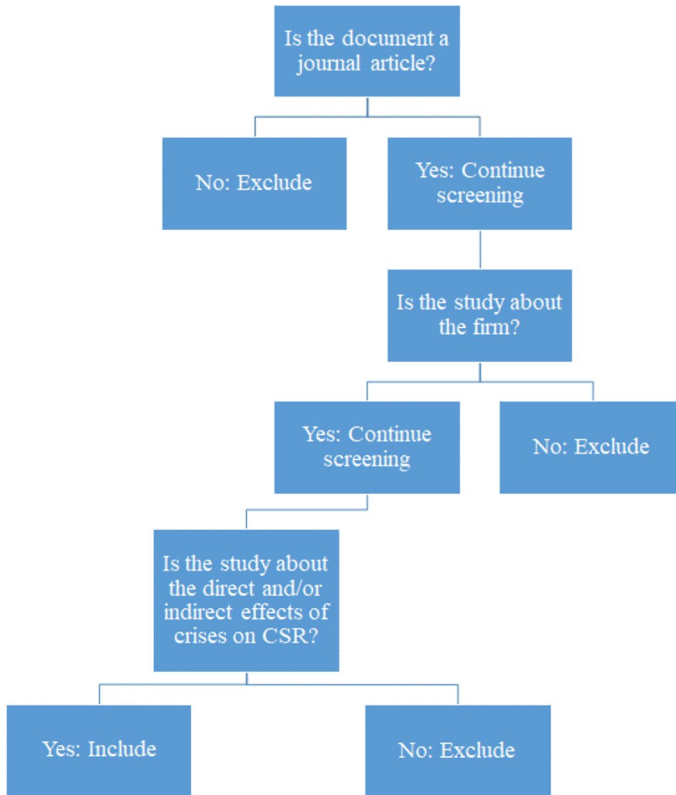 Is the document a
journal article?
No: Exclude
Yes: Continue
screening
Is the study about
the firm?
Yes: Continue
screening
No: Exclude
Is the study about
the direct and/or
indirect effects of
crises on CSR?
Yes: Include
No: Exclude